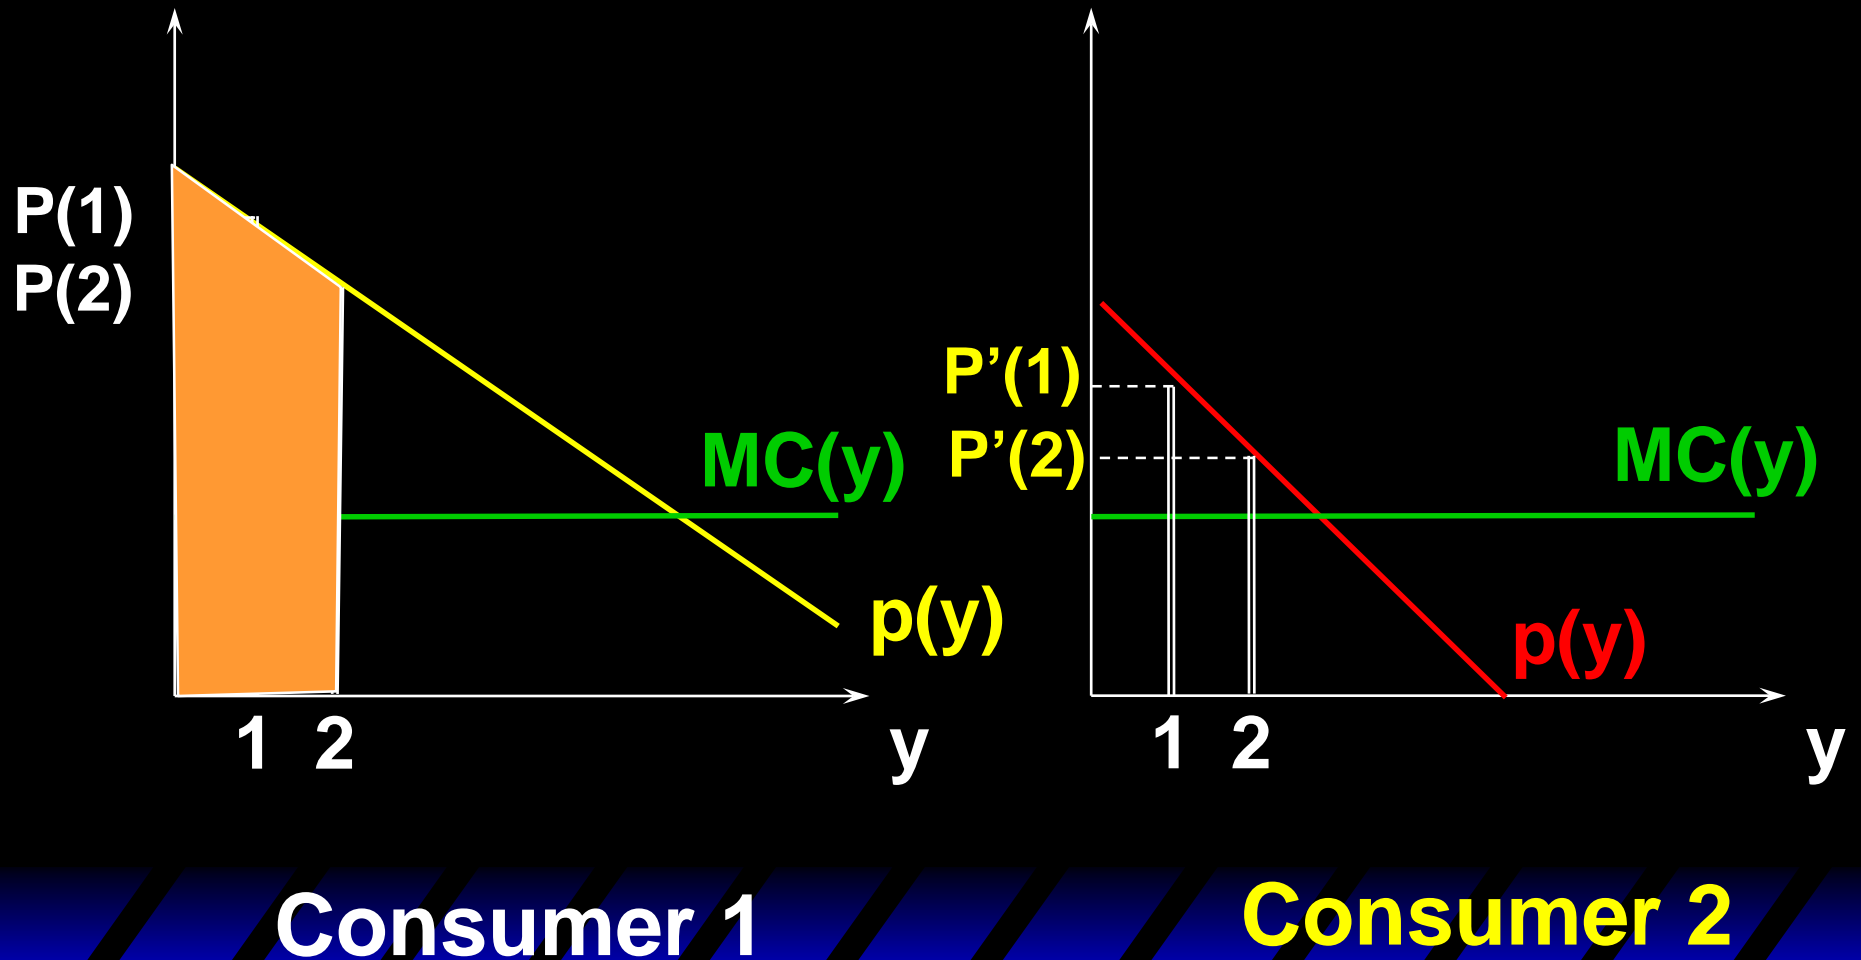 P(1)
P(2)
MC(y)
p(y)
1 2
y
P’(1)
P’(2)
MC(y)
p(y)
1 2
y
Consumer 1
Consumer 2